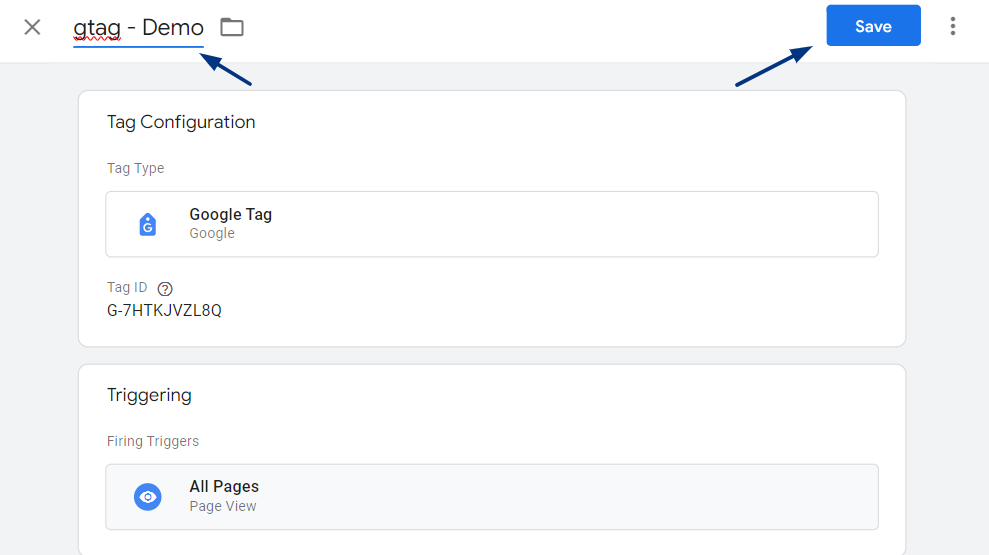 gtag - Demo
Save
Tag Configuration
Tag Type
G
Google Tag
Google
Tag ID ?
G-7HTKJVZL8Q
Triggering
Firing Triggers
All Pages
Page View